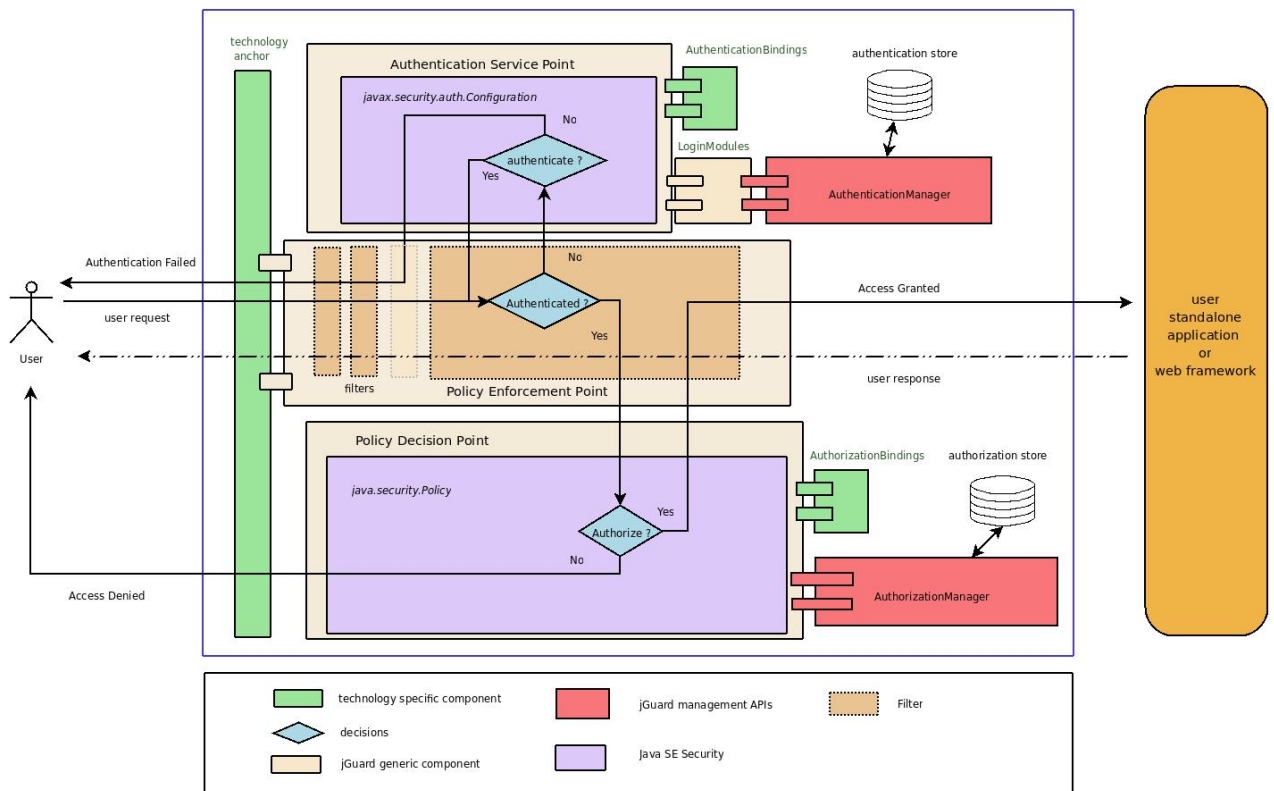 technology
anchor
Authentication Service Point
AuthenticationBindings
authentication store
javax.security.auth.Configuration
No
authenticate ?
Yes
LoginModules
AuthenticationManager
Authentication Failed
No
Authenticated ?
Access Granted
user request
Yes
user
standalone
application
or
web framework
User
user response
filters
Policy Enforcement Point
Policy Decision Point
AuthorizationBindings
authorization store
java.security.Policy
Yes
Authorize ?
No
Access Denied
AuthorizationManager
technology specific component
jGuard management APIs
Filter
decisions
Java SE Security
jGuard generic component